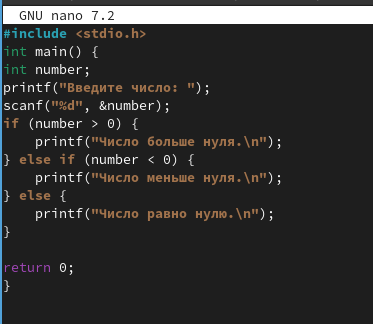 GNU nano 7.2
#include <stdio.h>
int main() {
int number;
printf("Введите число: ");
scanf("%d", &number);
if (number > 0) {
    printf("Число больше нуля.\n");
} else if (number < 0) {
    printf("Число меньше нуля.\n");
} else {
    printf("Число равно нулю.\n");
}

return 0;
}